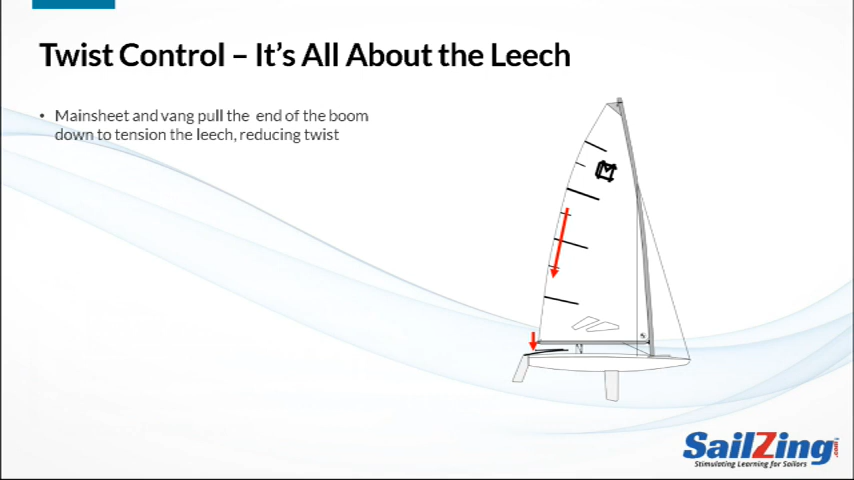 Twist Control – It's All About the Leech
• Mainsheet and vang pull the end of the boom
down to tension the leech, reducing twist
SailZing.com
Stimulating Learning for Sailors